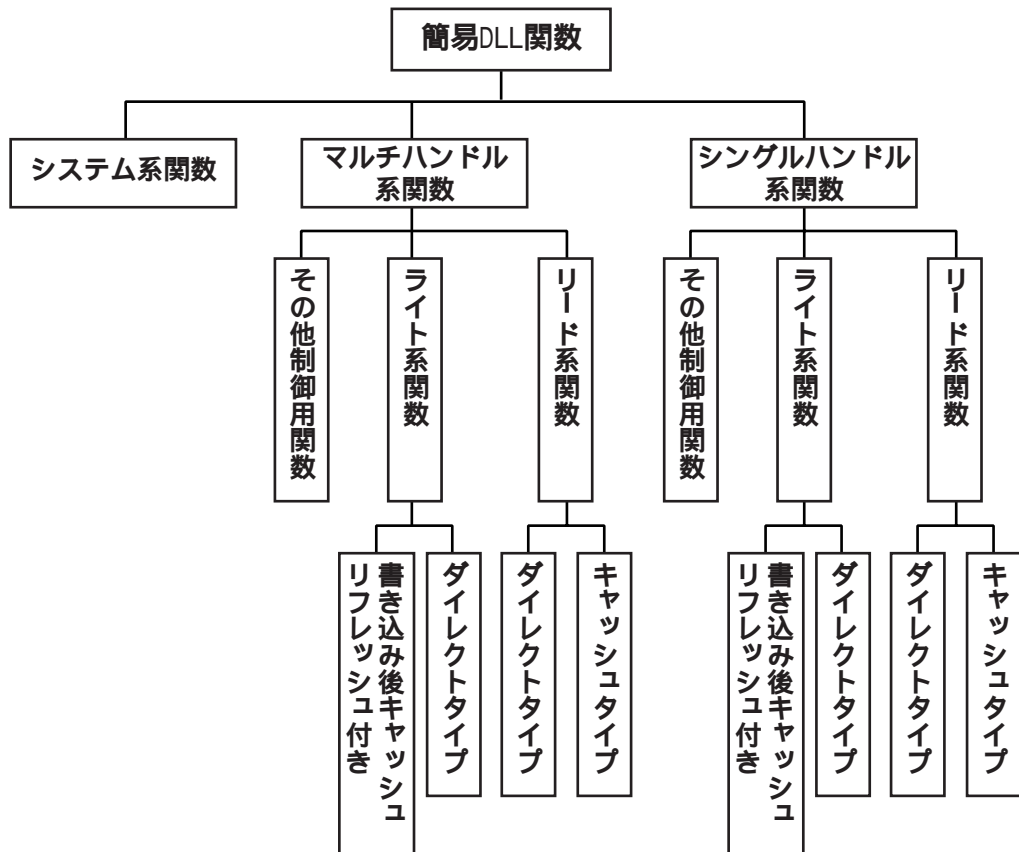 簡易DLL関数
システム系関数
マルチハンドル
系関数
シングルハンドル
系関数
その他制御用関数
ライト系関数
リード系関数
その他制御用関数
ライト系関数
リード系関数
書き込み後キャッシュ
リフレッシュ付き
ダイレクトタイプ
ダイレクトタイプ
キャッシュタイプ
書き込み後キャッシュ
リフレッシュ付き
ダイレクトタイプ
ダイレクトタイプ
キャッシュタイプ